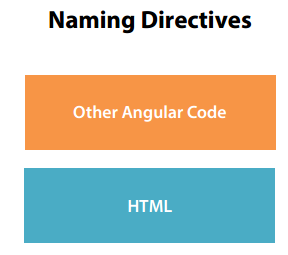 Naming Directives
Other Angular Code
HTML